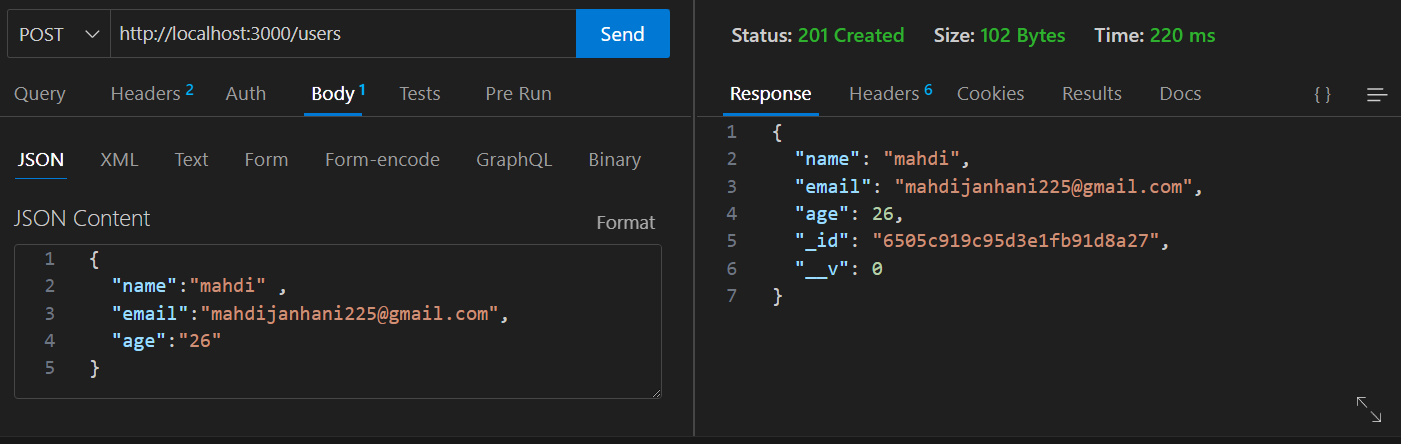 POST http://localhost:3000/users Send
Query Headers 2 Auth Body 1 Tests Pre Run
JSON XML Text Form Form-encode GraphQL Binary
JSON Content Format
1 {
2 "name":"mahdi" ,
3 "email":"mahdijanhani225@gmail.com",
4 "age":"26"
5 }
Status: 201 Created Size: 102 Bytes Time: 220 ms
Response Headers 6 Cookies Results Docs { }
1 {
2 "name": "mahdi",
3 "email": "mahdijanhani225@gmail.com",
4 "age": 26,
5 "_id": "6505c919c95d3e1fb91d8a27",
6 "__v": 0
7 }